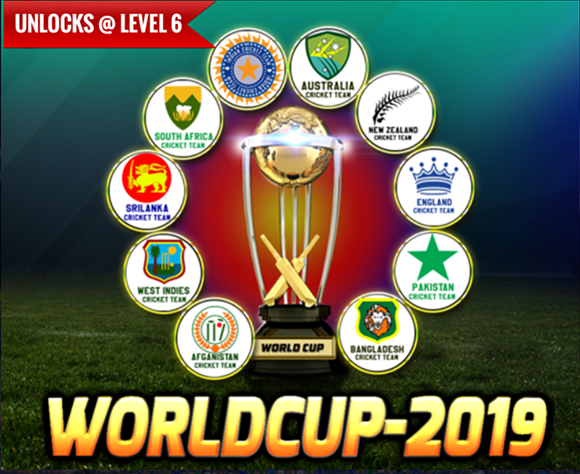 UNLOCKS @ LEVEL 6
AUSTRALIA
CRICKET TEAM
NEW ZEALAND
CRICKET TEAM
SOUTH AFRICA
CRICKET TEAM
ENGLAND
CRICKET TEAM
SRILANKA
CRICKET TEAM
PAKISTAN
CRICKET TEAM
WEST INDIES
CRICKET TEAM
BANGLADESH
CRICKET TEAM
AFGANISTAN
CRICKET TEAM
WORLD CUP
WORLDCUP-2019